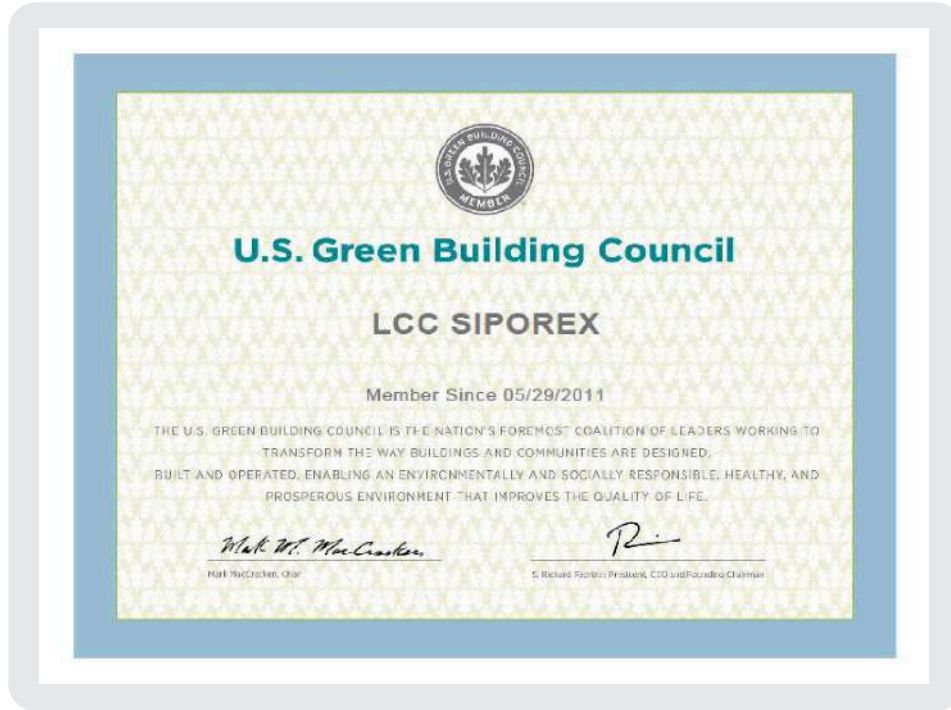 U.S GREEN BUILDING COUNCIL
MEMBER
U.S. Green Building Council
LCC SIPOREX
Member Since 05/29/2011
THE U.S. GREEN BUILDING COUNCIL IS THE NATION'S FOREMOST COALITION OF LEADERS WORKING TO
TRANSFORM THE WAY BUILDINGS AND COMMUNITIES ARE DESIGNED,
BUILT AND OPERATED, ENABLING AN ENVIRONMENTALLY AND SOCIALLY RESPONSIBLE, HEALTHY, AND
PROSPEROUS ENVIRONMENT THAT IMPROVES THE QUALITY OF LIFE.
Mark M. MacCracken
Mark MacCracken, Chair
S. Richard President, CEO and Founding Chairman